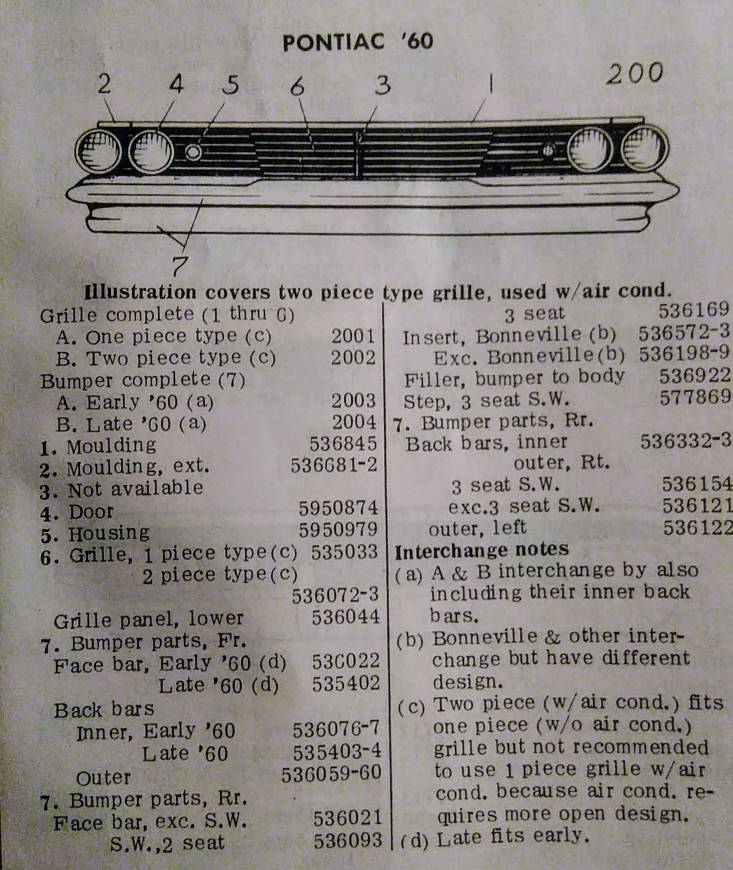 PONTIAC '60
200
2 4 5 6 3 1
7
Illustration covers two piece type grille, used w/air cond.
Grille complete (1 thru 6)
A. One piece type (c) 2001
B. Two piece type (c) 2002
Bumper complete (7)
A. Early '60 (a) 2003
B. Late '60 (a) 2004
1. Moulding 536845
2. Moulding, ext. 536681-2
3. Not available
4. Door 5950874
5. Housing 5950979
6. Grille, 1 piece type(c) 535033
2 piece type(c)
536072-3
Grille panel, lower 536044
7. Bumper parts, Fr.
Face bar, Early '60 (d) 536022
Late '60 (d) 535402
Back bars
Inner, Early '60 536076-7
Late '60 535403-4
Outer 536059-60
7. Bumper parts, Rr.
Face bar, exc. S.W. 536021
S.W.,2 seat 536093
3 seat 536169
Insert, Bonneville (b) 536572-3
Exc. Bonneville(b) 536198-9
Filler, bumper to body 536922
Step, 3 seat S.W. 577869
7. Bumper parts, Rr.
Back bars, inner 536332-3
outer, Rt.
3 seat S.W. 536154
exc.3 seat S.W. 536121
outer, left 536122
Interchange notes
(a) A & B interchange by also
including their inner back
bars.
(b) Bonneville & other inter-
change but have different
design.
(c) Two piece (w/air cond.) fits
one piece (w/o air cond.)
grille but not recommended
to use 1 piece grille w/air
cond. because air cond. re-
quires more open design.
(d) Late fits early.